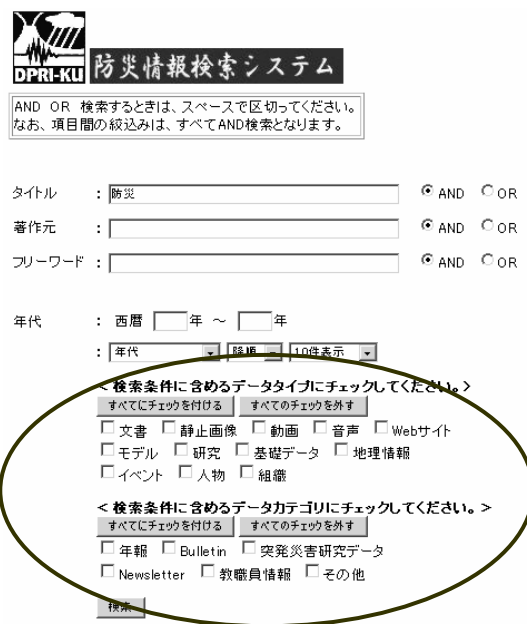 DPRI-KU 防災情報検索システム
AND OR 検索するときは、スペースで区切ってください。
なお、項目間の絞込みは、すべてAND検索となります。
タイトル : 防災 AND OR
著作元 : AND OR
フリーワード : AND OR
年代 : 西暦 年 ~ 年
: 年代 降順 10件表示
< 検索条件に含めるデータタイプにチェックしてください。>
すべてにチェックを付ける すべてのチェックを外す
文書 静止画像 動画 音声 Webサイト
モデル 研究 基礎データ 地理情報
イベント 人物 組織
< 検索条件に含めるデータカテゴリにチェックしてください。 >
すべてにチェックを付ける すべてのチェックを外す
年報 Bulletin 突発災害研究データ
Newsletter 教職員情報 その他
検索